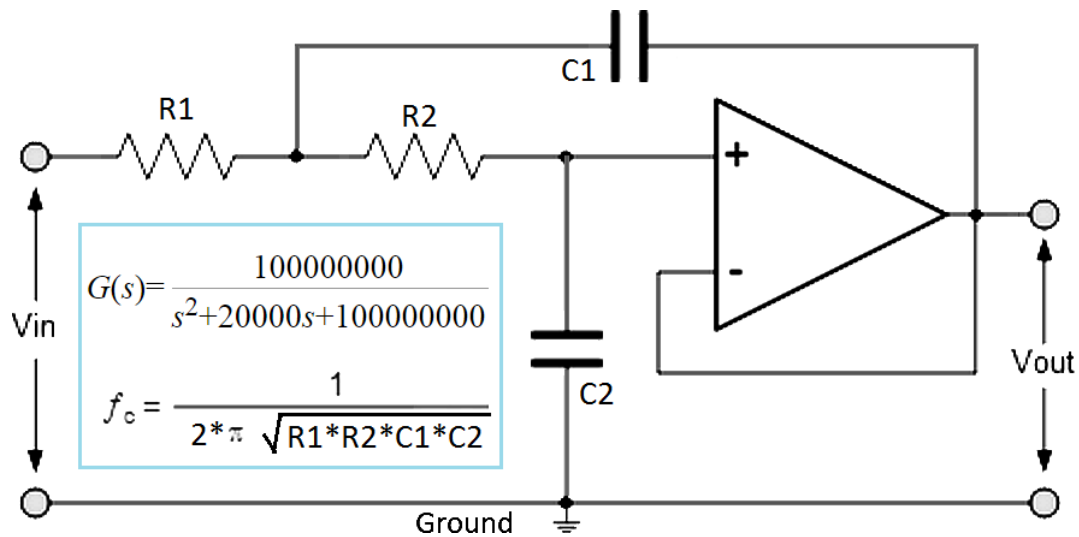 C1
R1
R2
+
-
G(s)= 100000000
s²+20000s+100000000
Vin
Vout
fc = 1
2*π √R1*R2*C1*C2
C2
Ground